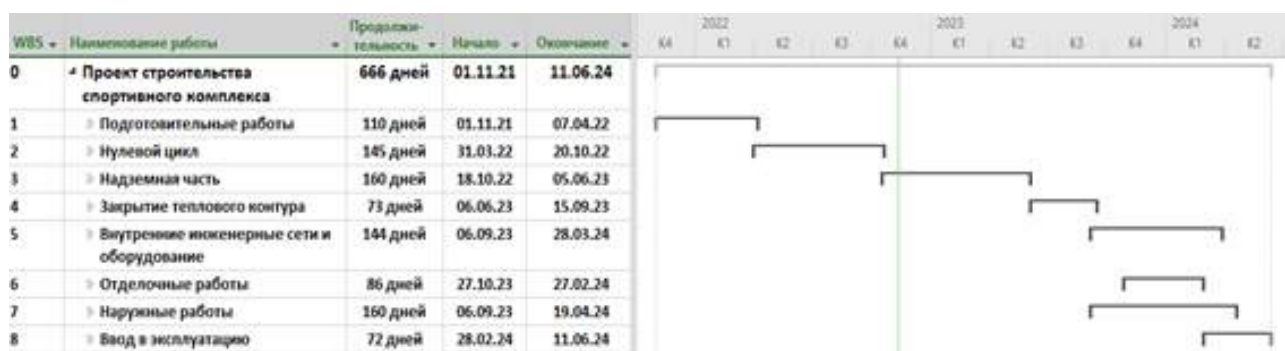 WBS Наименование работы Продолжи-
тельность Начало Окончание 2022 2023 2024
К4 К1 К2 К3 К4 К1 К2 К3 К4 К1 К2
0 Проект строительства 666 дней 01.11.21 11.06.24
спортивного комплекса
1 Подготовительные работы 110 дней 01.11.21 07.04.22
2 Нулевой цикл 145 дней 31.03.22 20.10.22
3 Надземная часть 160 дней 18.10.22 05.06.23
4 Закрытие теплового контура 73 дней 06.06.23 15.09.23
5 Внутренние инженерные сети и 144 дней 06.09.23 28.03.24
оборудование
6 Отделочные работы 86 дней 27.10.23 27.02.24
7 Наружные работы 160 дней 06.09.23 19.04.24
8 Ввод в эксплуатацию 72 дней 28.02.24 11.06.24